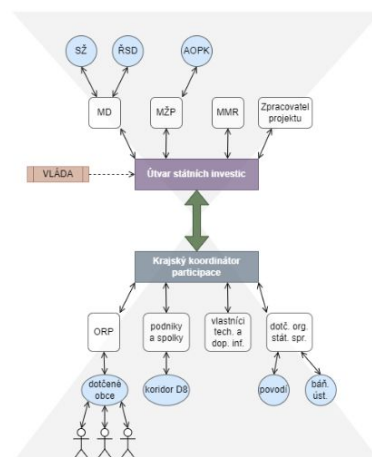 SŽ
ŘSD
AOPK
MD
MŽP
MMR
Zpracovatel
projektu
VLÁDA
Útvar státních investic
Krajský koordinátor
participace
ORP
podniky
a spolky
vlastníci
tech. a
dop. inf.
dotč. org.
stát. spr.
dotčené
obce
koridor D8
povodí
báň.
úst.